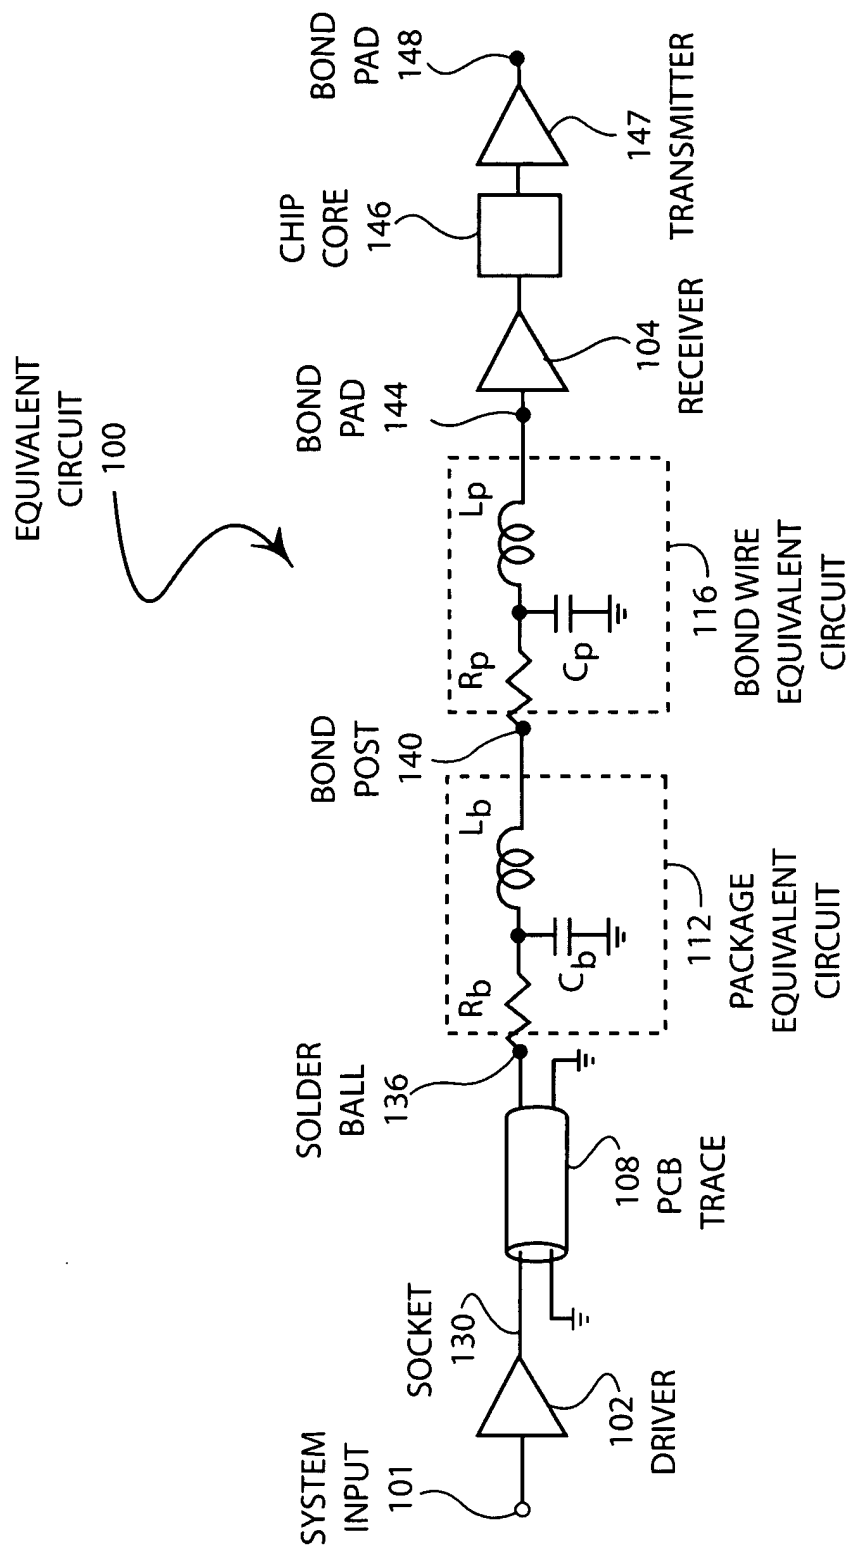 EQUIVALENT
CIRCUIT
100
SYSTEM
INPUT
101
SOCKET
130
SOLDER
BALL
136
BOND
POST
140
BOND
PAD
144
CHIP
CORE
146
BOND
PAD
148
Rb
Cb
Lb
Rp
Cp
Lp
102
DRIVER
108
PCB
TRACE
112
PACKAGE
EQUIVALENT
CIRCUIT
116
BOND WIRE
EQUIVALENT
CIRCUIT
104
RECEIVER
147
TRANSMITTER